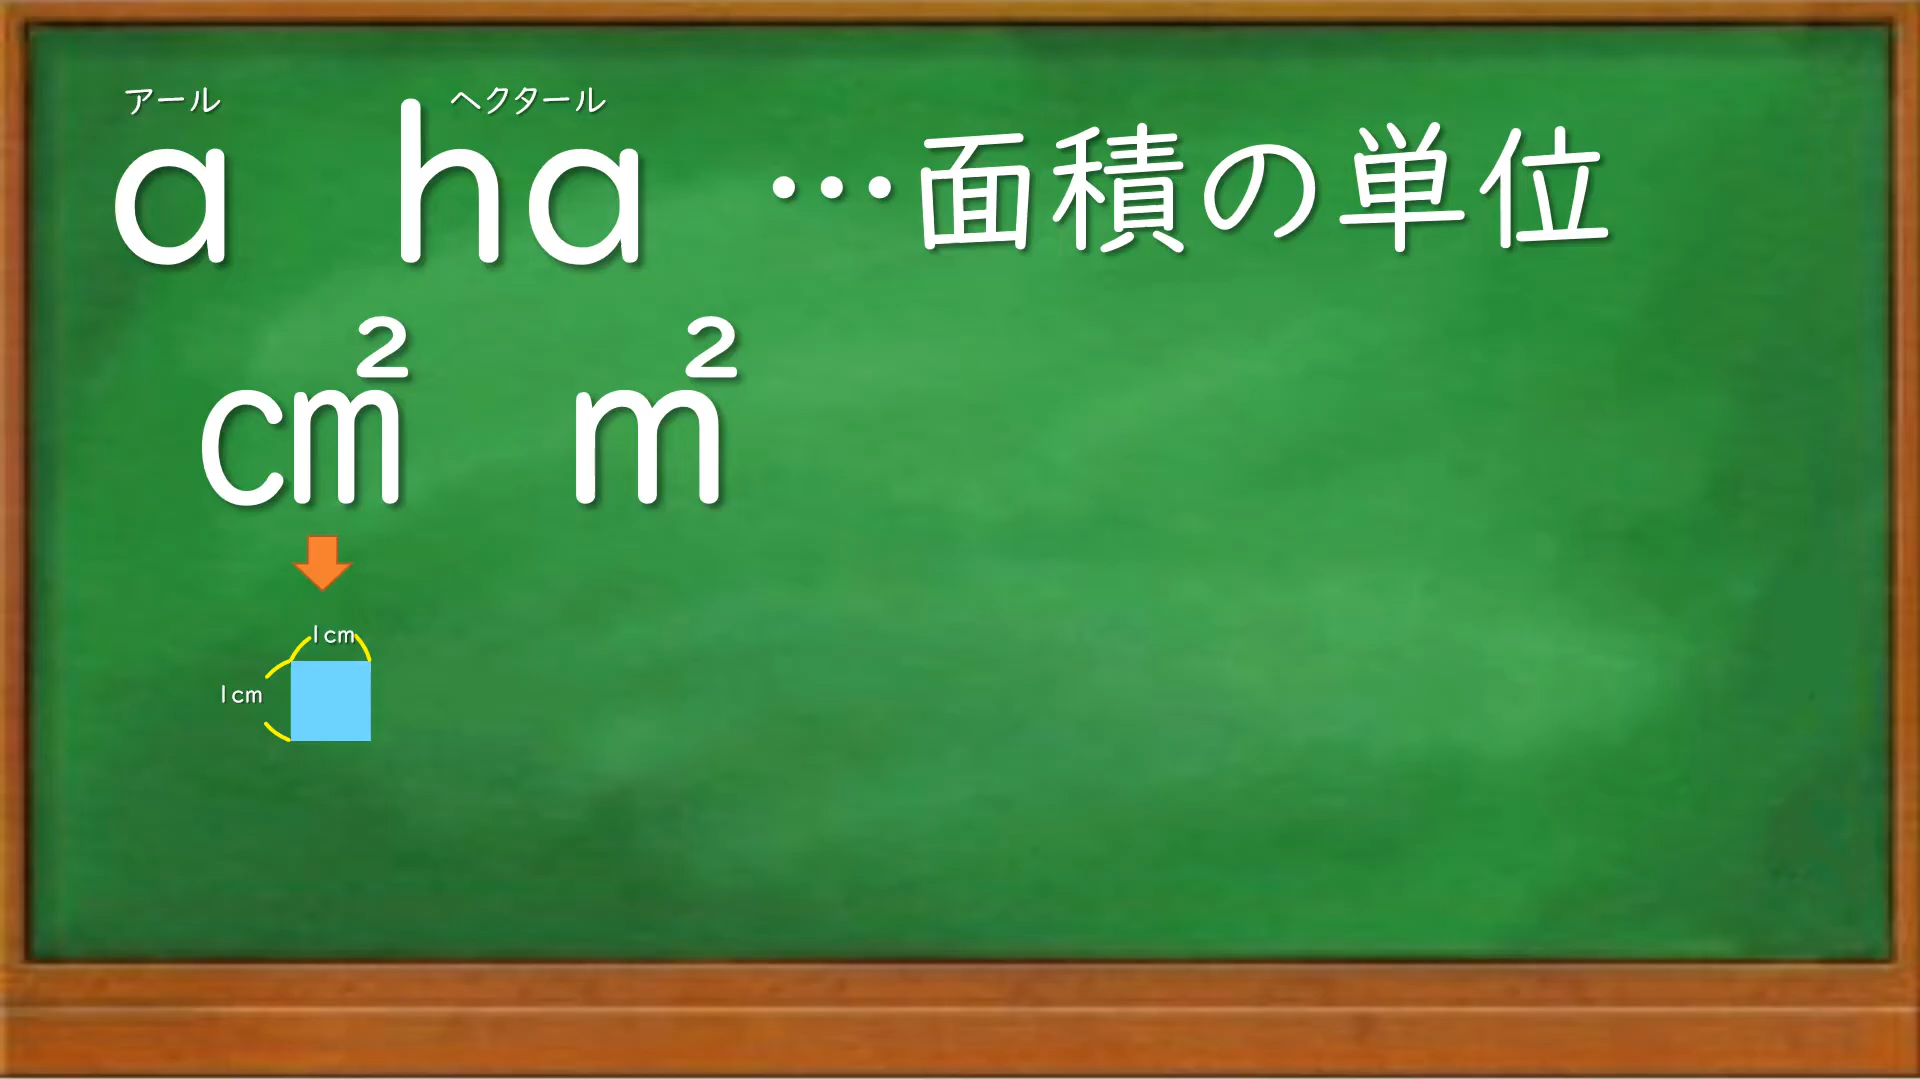 アール ヘクタール
a ha …面積の単位
cm² m²
1cm
1cm